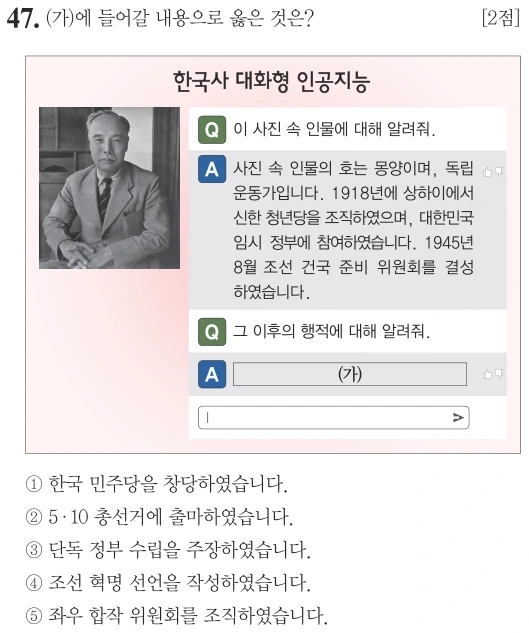 47. (가)에 들어갈 내용으로 옳은 것은? [2점]
한국사 대화형 인공지능
Q 이 사진 속 인물에 대해 알려줘.
A 사진 속 인물의 호는 몽양이며, 독립
운동가입니다. 1918년에 상하이에서
신한 청년당을 조직하였으며, 대한민국
임시 정부에 참여하였습니다. 1945년
8월 조선 건국 준비 위원회를 결성
하였습니다.
Q 그 이후의 행적에 대해 알려줘.
A (가)
① 한국 민주당을 창당하였습니다.
② 5·10 총선거에 출마하였습니다.
③ 단독 정부 수립을 주장하였습니다.
④ 조선 혁명 선언을 작성하였습니다.
⑤ 좌우 합작 위원회를 조직하였습니다.